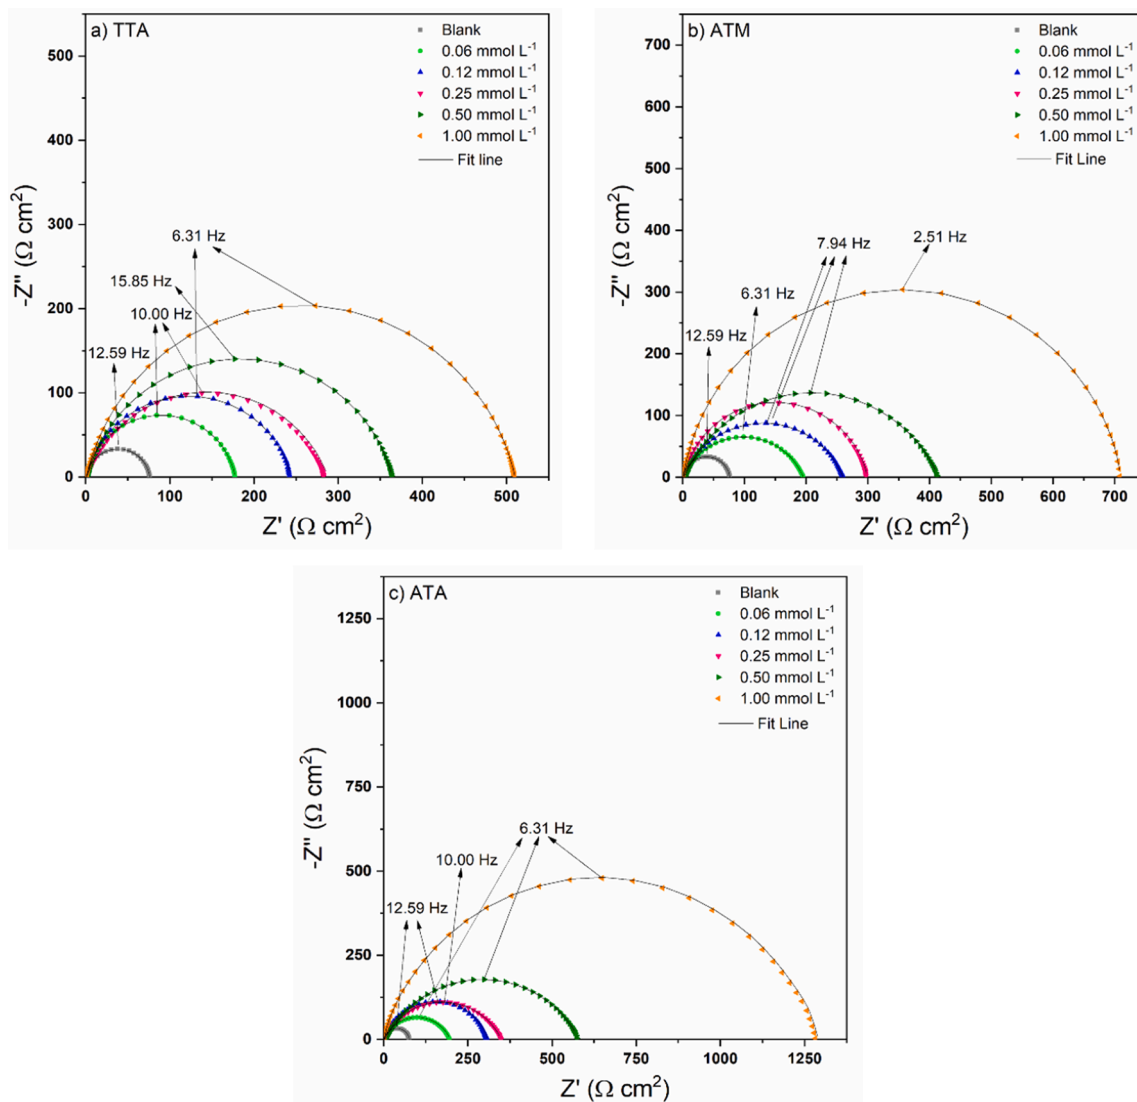 a) TTA
Blank
0.06 mmol L⁻¹
0.12 mmol L⁻¹
0.25 mmol L⁻¹
0.50 mmol L⁻¹
1.00 mmol L⁻¹
Fit line
500
400
300
200
100
0
-Z'' (Ω cm²)
6.31 Hz
15.85 Hz
10.00 Hz
12.59 Hz
0 100 200 300 400 500
Z' (Ω cm²)
b) ATM
Blank
0.06 mmol L⁻¹
0.12 mmol L⁻¹
0.25 mmol L⁻¹
0.50 mmol L⁻¹
1.00 mmol L⁻¹
Fit Line
700
600
500
400
300
200
100
0
-Z'' (Ω cm²)
7.94 Hz
2.51 Hz
6.31 Hz
12.59 Hz
0 100 200 300 400 500 600 700
Z' (Ω cm²)
c) ATA
Blank
0.06 mmol L⁻¹
0.12 mmol L⁻¹
0.25 mmol L⁻¹
0.50 mmol L⁻¹
1.00 mmol L⁻¹
Fit Line
1250
1000
750
500
250
0
-Z'' (Ω cm²)
6.31 Hz
10.00 Hz
12.59 Hz
0 250 500 750 1000 1250
Z' (Ω cm²)